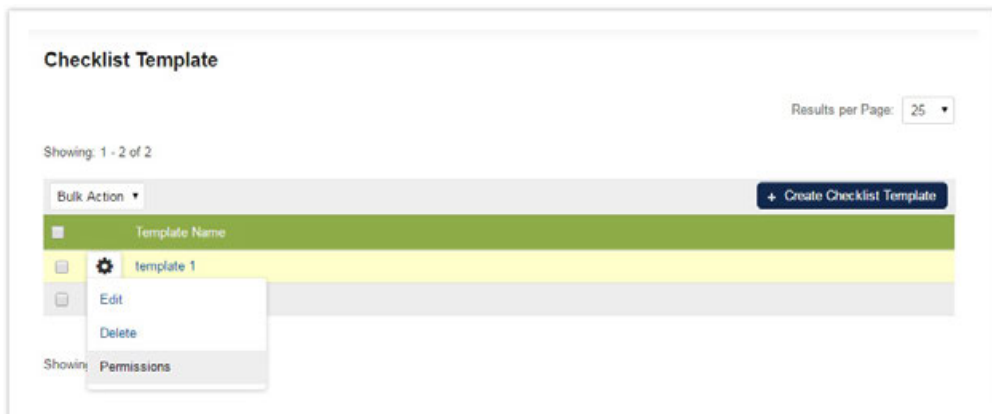 Checklist Template
Results per Page: 25
Showing: 1 - 2 of 2
Bulk Action
+ Create Checklist Template
Template Name
template 1
Edit
Delete
Showing
Permissions